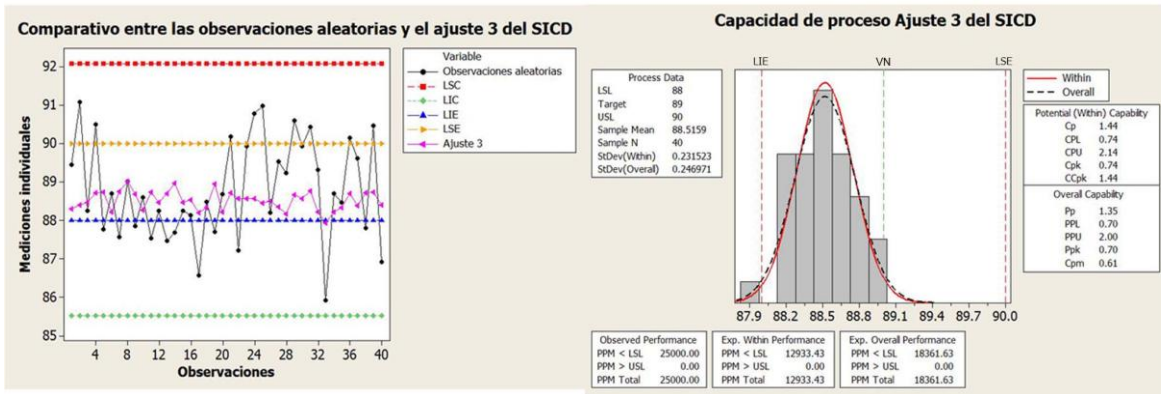 Comparativo entre las observaciones aleatorias y el ajuste 3 del SICD
Mediciones individuales
92
91
90
89
88
87
86
85
4 8 12 16 20 24 28 32 36 40
Observaciones
Variable
Observaciones aleatorias
LSC
LIC
LIE
LSE
Ajuste 3
Capacidad de proceso Ajuste 3 del SICD
LIE VN LSE
Process Data
LSL 88
Target 89
USL 90
Sample Mean 88.5159
Sample N 40
StDev(Within) 0.231523
StDev(Overall) 0.246971
Within
Overall
Potential (Within) Capability
Cp 1.44
CPL 0.74
CPU 2.14
Cpk 0.74
CCpk 1.44
Overall Capability
Pp 1.35
PPL 0.70
PPU 2.00
Ppk 0.70
Cpm 0.61
87.9 88.2 88.5 88.8 89.1 89.4 89.7 90.0
Observed Performance
PPM < LSL 25000.00
PPM > USL 0.00
PPM Total 25000.00
Exp. Within Performance
PPM < LSL 12933.43
PPM > USL 0.00
PPM Total 12933.43
Exp. Overall Performance
PPM < LSL 18361.63
PPM > USL 0.00
PPM Total 18361.63